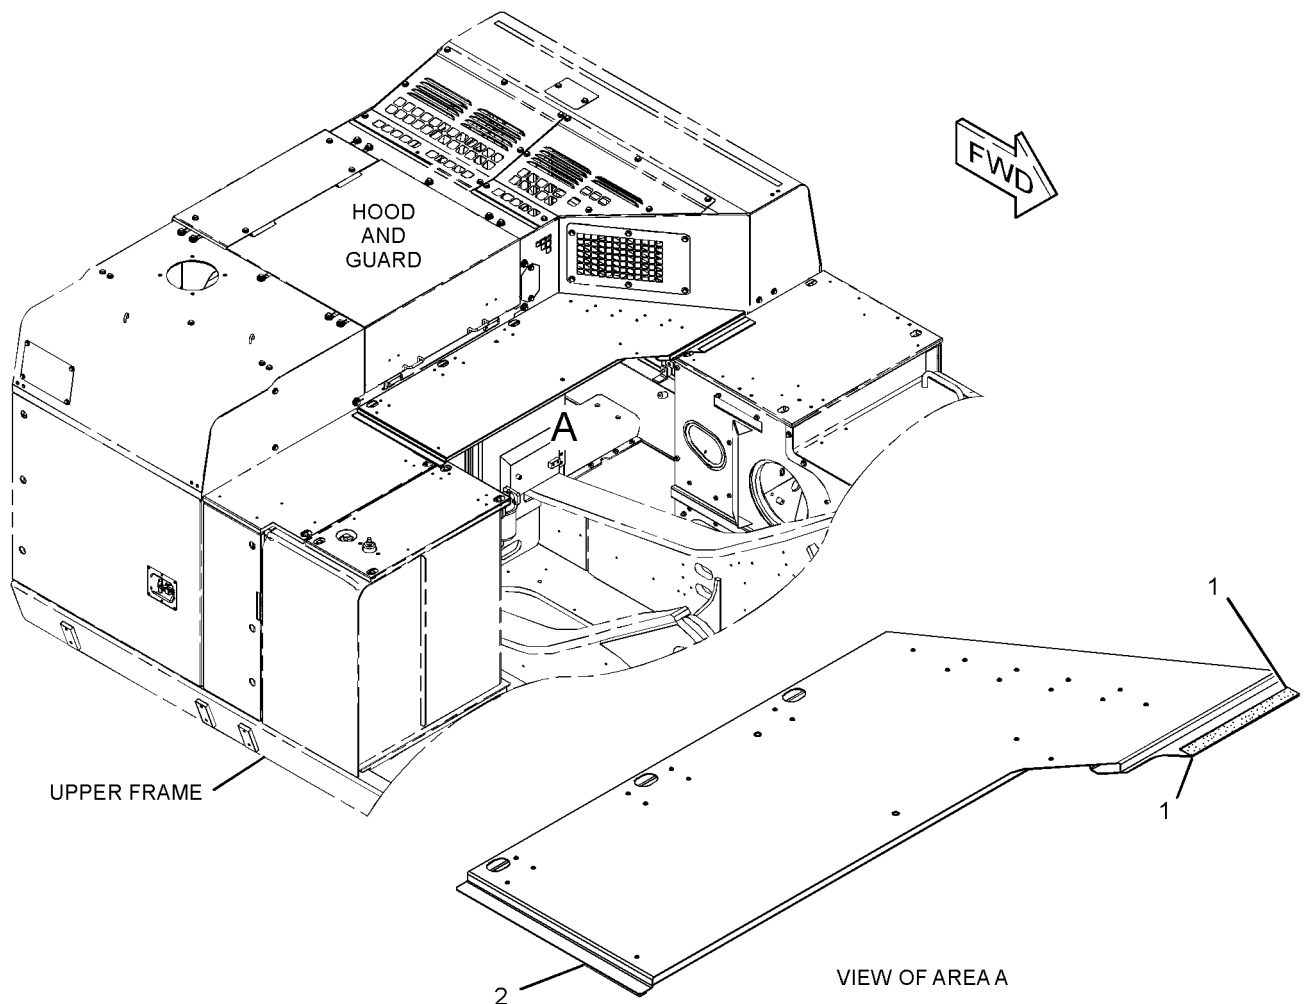 FWD
HOOD
AND
GUARD
A
1
UPPER FRAME
1
VIEW OF AREA A
2